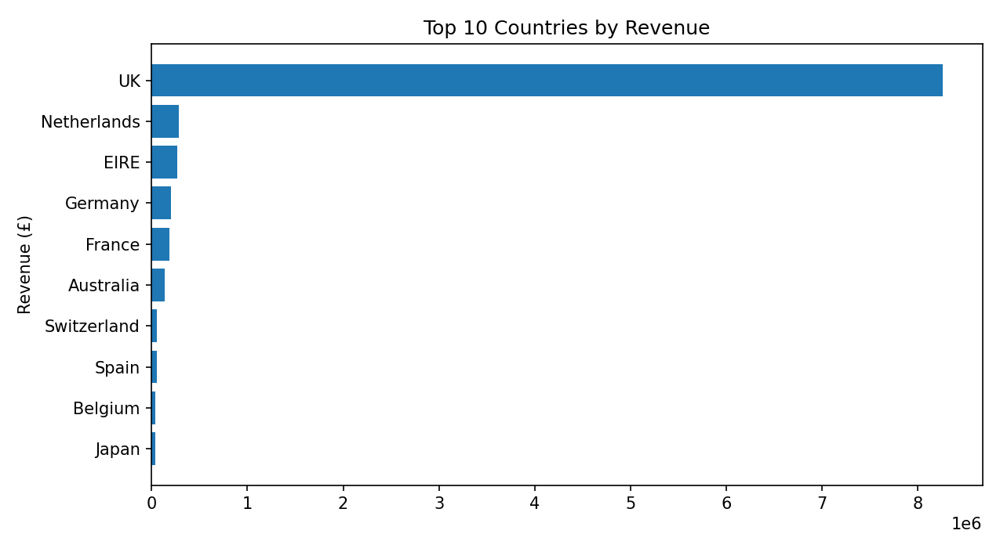 Top 10 Countries by Revenue
Revenue (£)
UK
Netherlands
EIRE
Germany
France
Australia
Switzerland
Spain
Belgium
Japan
0 1 2 3 4 5 6 7 8
1e6